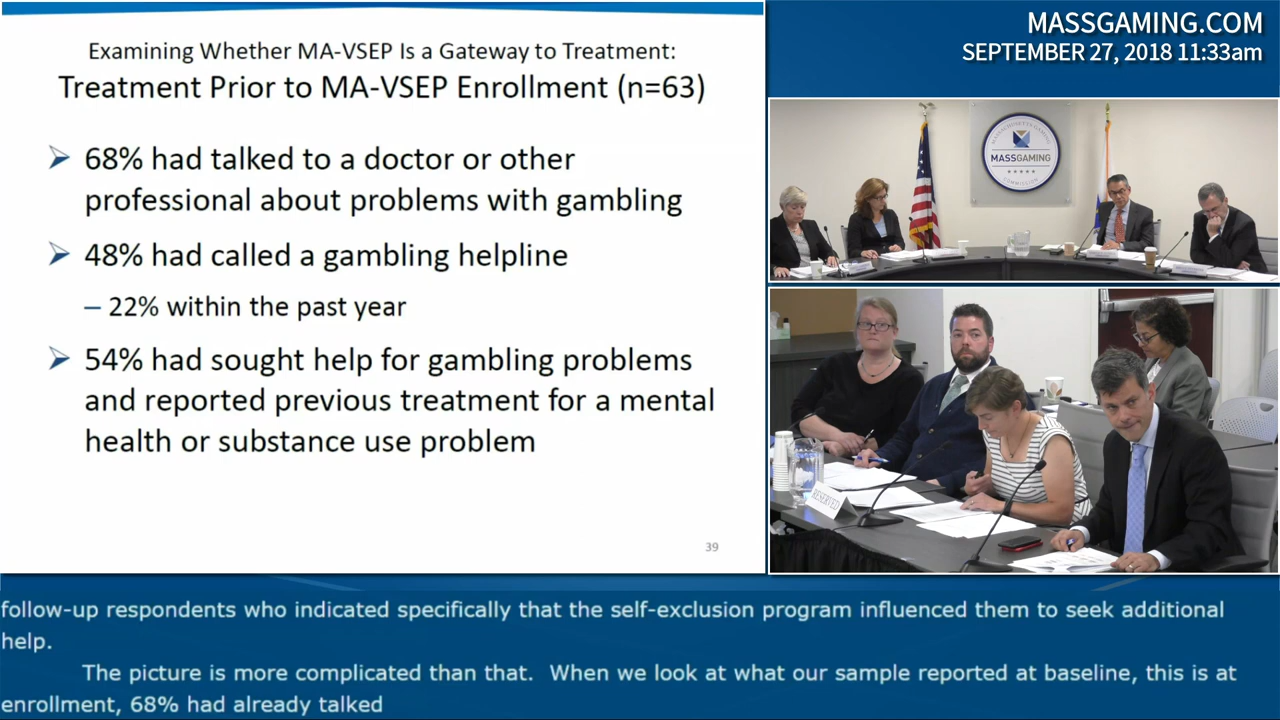 Examining Whether MA-VSEP Is a Gateway to Treatment:
Treatment Prior to MA-VSEP Enrollment (n=63)
68% had talked to a doctor or other
professional about problems with gambling
48% had called a gambling helpline
– 22% within the past year
54% had sought help for gambling problems
and reported previous treatment for a mental
health or substance use problem
39
MASSGAMING.COM
SEPTEMBER 27, 2018 11:33am
MASSGAMING
RESERVED
follow-up respondents who indicated specifically that the self-exclusion program influenced them to seek additional
help.
The picture is more complicated than that. When we look at what our sample reported at baseline, this is at
enrollment, 68% had already talked